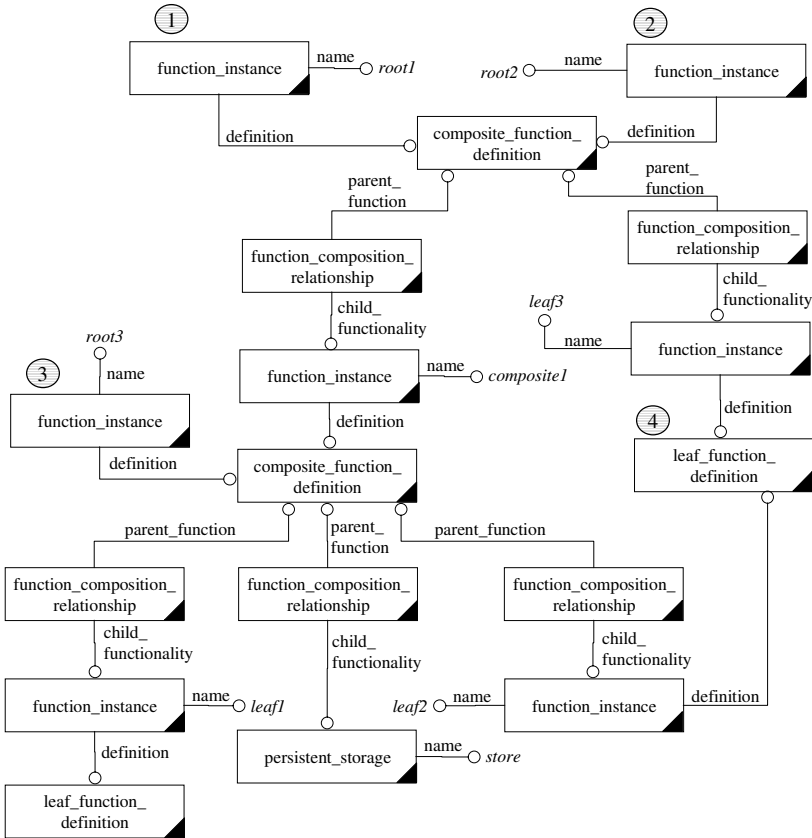 1
2
name
function_instance
root1
root2
name
function_instance
definition
composite_function_
definition
definition
parent_
function
parent_
function
function_composition_
relationship
function_composition_
relationship
child_
functionality
child_
functionality
leaf3
root3
name
name
function_instance
composite1
name
function_instance
3
function_instance
definition
definition
4
definition
composite_function_
definition
leaf_function_
definition
parent_function
parent_
function
parent_function
function_composition_
relationship
function_composition_
relationship
function_composition_
relationship
child_
functionality
child_
functionality
child_
functionality
function_instance
name
leaf1
leaf2
name
function_instance
definition
definition
persistent_storage
name
store
leaf_function_
definition